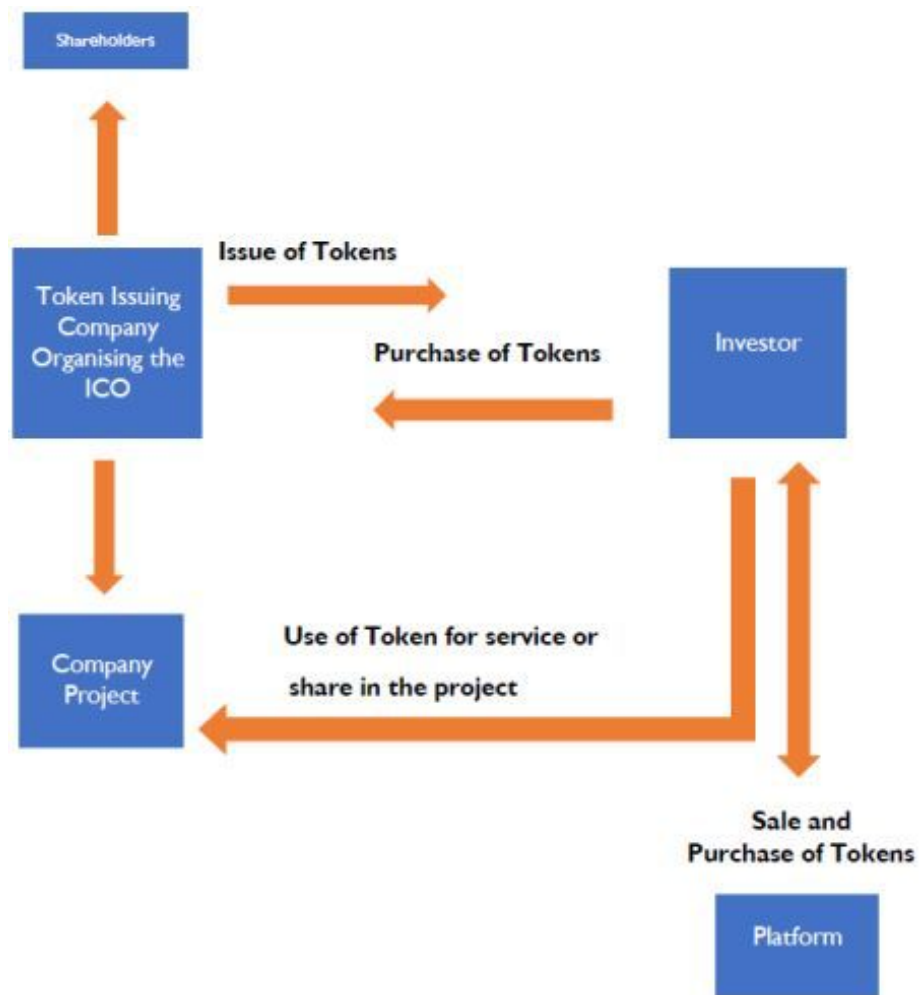 Shareholders
Issue of Tokens
Token Issuing
Company
Organising the
ICO
Purchase of Tokens
Investor
Company
Project
Use of Token for service or
share in the project
Sale and
Purchase of Tokens
Platform